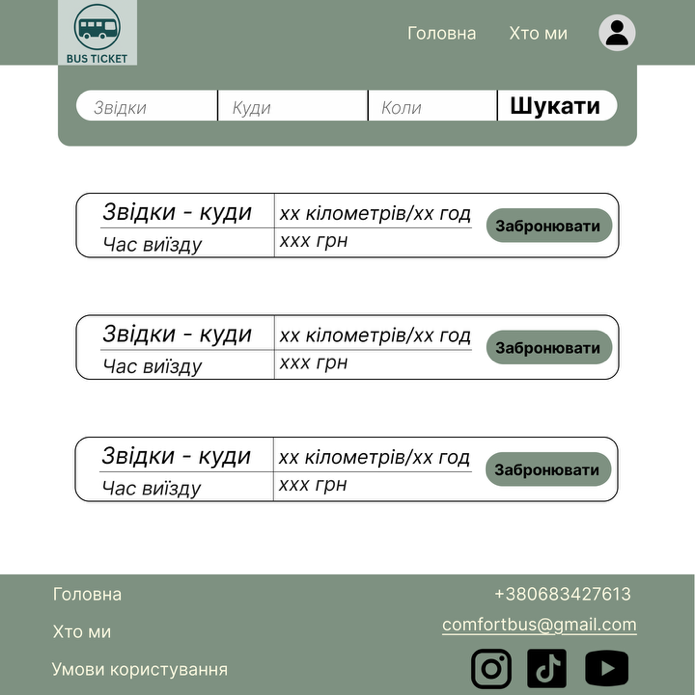 BUS TICKET
Головна Хто ми
Звідки Куди Коли Шукати
Звідки - куди
Час виїзду
хх кілометрів/хх год
ххх грн
Забронювати
Звідки - куди
Час виїзду
хх кілометрів/хх год
ххх грн
Забронювати
Звідки - куди
Час виїзду
хх кілометрів/хх год
ххх грн
Забронювати
Головна
Хто ми
Умови користування
+380683427613
comfortbus@gmail.com